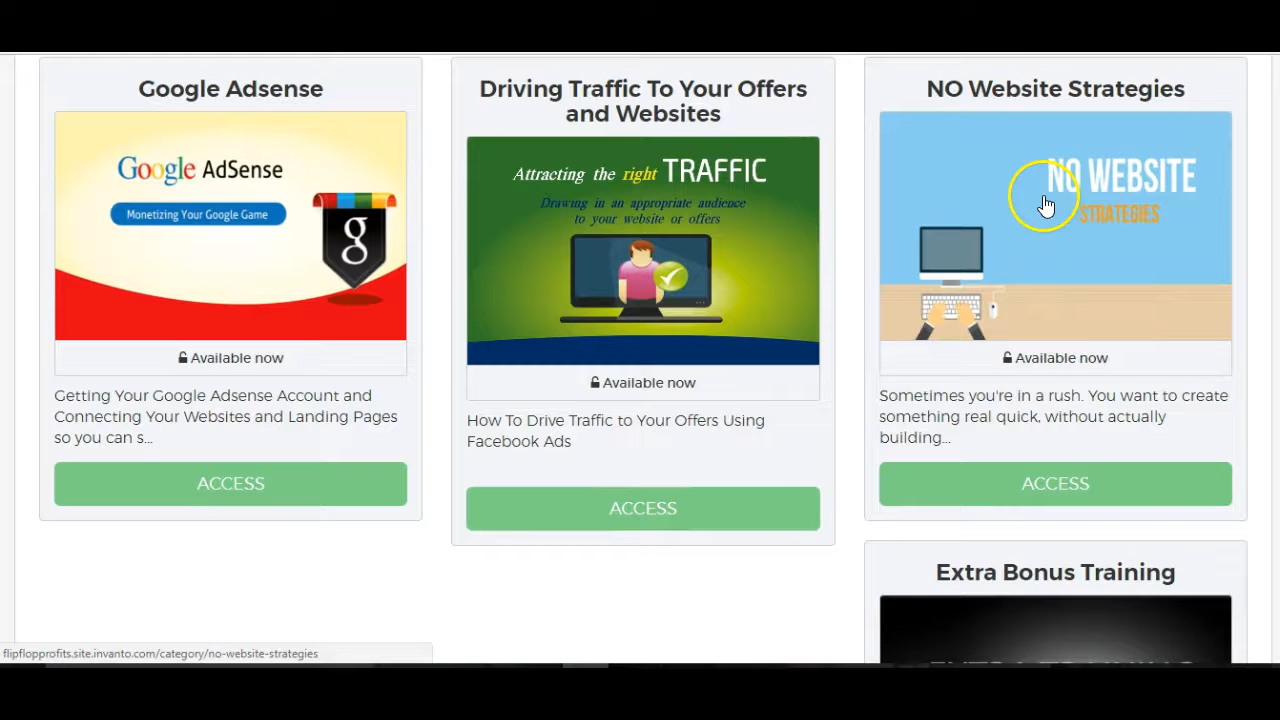 Google Adsense
Google AdSense
Monetizing Your Google Game
g
Available now
Getting Your Google Adsense Account and
Connecting Your Websites and Landing Pages
so you can s...
ACCESS
Driving Traffic To Your Offers
and Websites
Attracting the right TRAFFIC
Drawing in an appropriate audience
to your website or offers
Available now
How To Drive Traffic to Your Offers Using
Facebook Ads
ACCESS
NO Website Strategies
NO WEBSITE
STRATEGIES
Available now
Sometimes you're in a rush. You want to create
something real quick, without actually
building...
ACCESS
Extra Bonus Training
EXTRA TRAINING
flipflopprofits.site.invanto.com/category/no-website-strategies